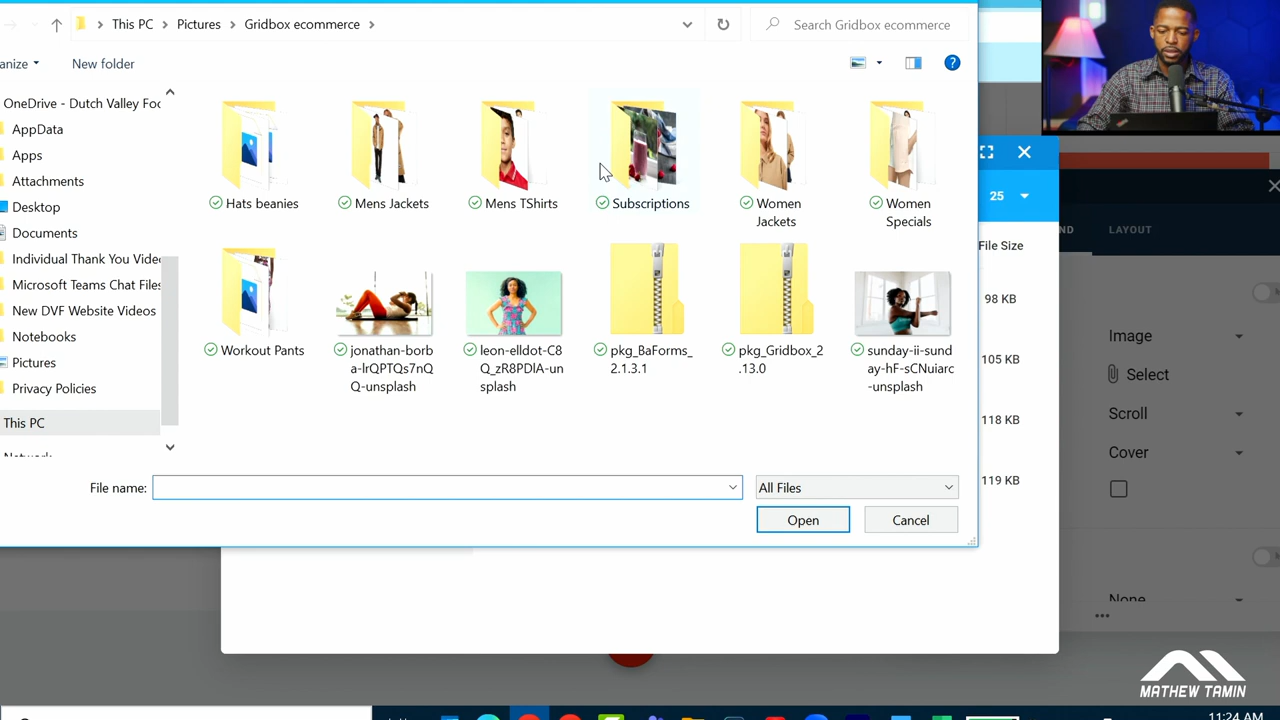 This PC
Pictures
Gridbox ecommerce
Search Gridbox ecommerce
anize
New folder
OneDrive - Dutch Valley Foo
AppData
Apps
Attachments
Desktop
Documents
Individual Thank You Vide
Microsoft Teams Chat Files
New DVF Website Videos
Notebooks
Pictures
Privacy Policies
This PC
Hats beanies
Mens Jackets
Mens TShirts
Subscriptions
Women
Jackets
Women
Specials
Workout Pants
jonathan-borb
a-lrQPTQs7nQ
Q-unsplash
leon-elldot-C8
Q_zR8PDIA-un
splash
pkg_BaForms_
2.1.3.1
pkg_Gridbox_2
.13.0
sunday-ii-sund
ay-hF-sCNuiarc
-unsplash
File name:
All Files
Open
Cancel
25
File Size
98 KB
105 KB
118 KB
119 KB
ND
LAYOUT
Image
Select
Scroll
Cover
None
MATHEW TAMIN
11:24 AM